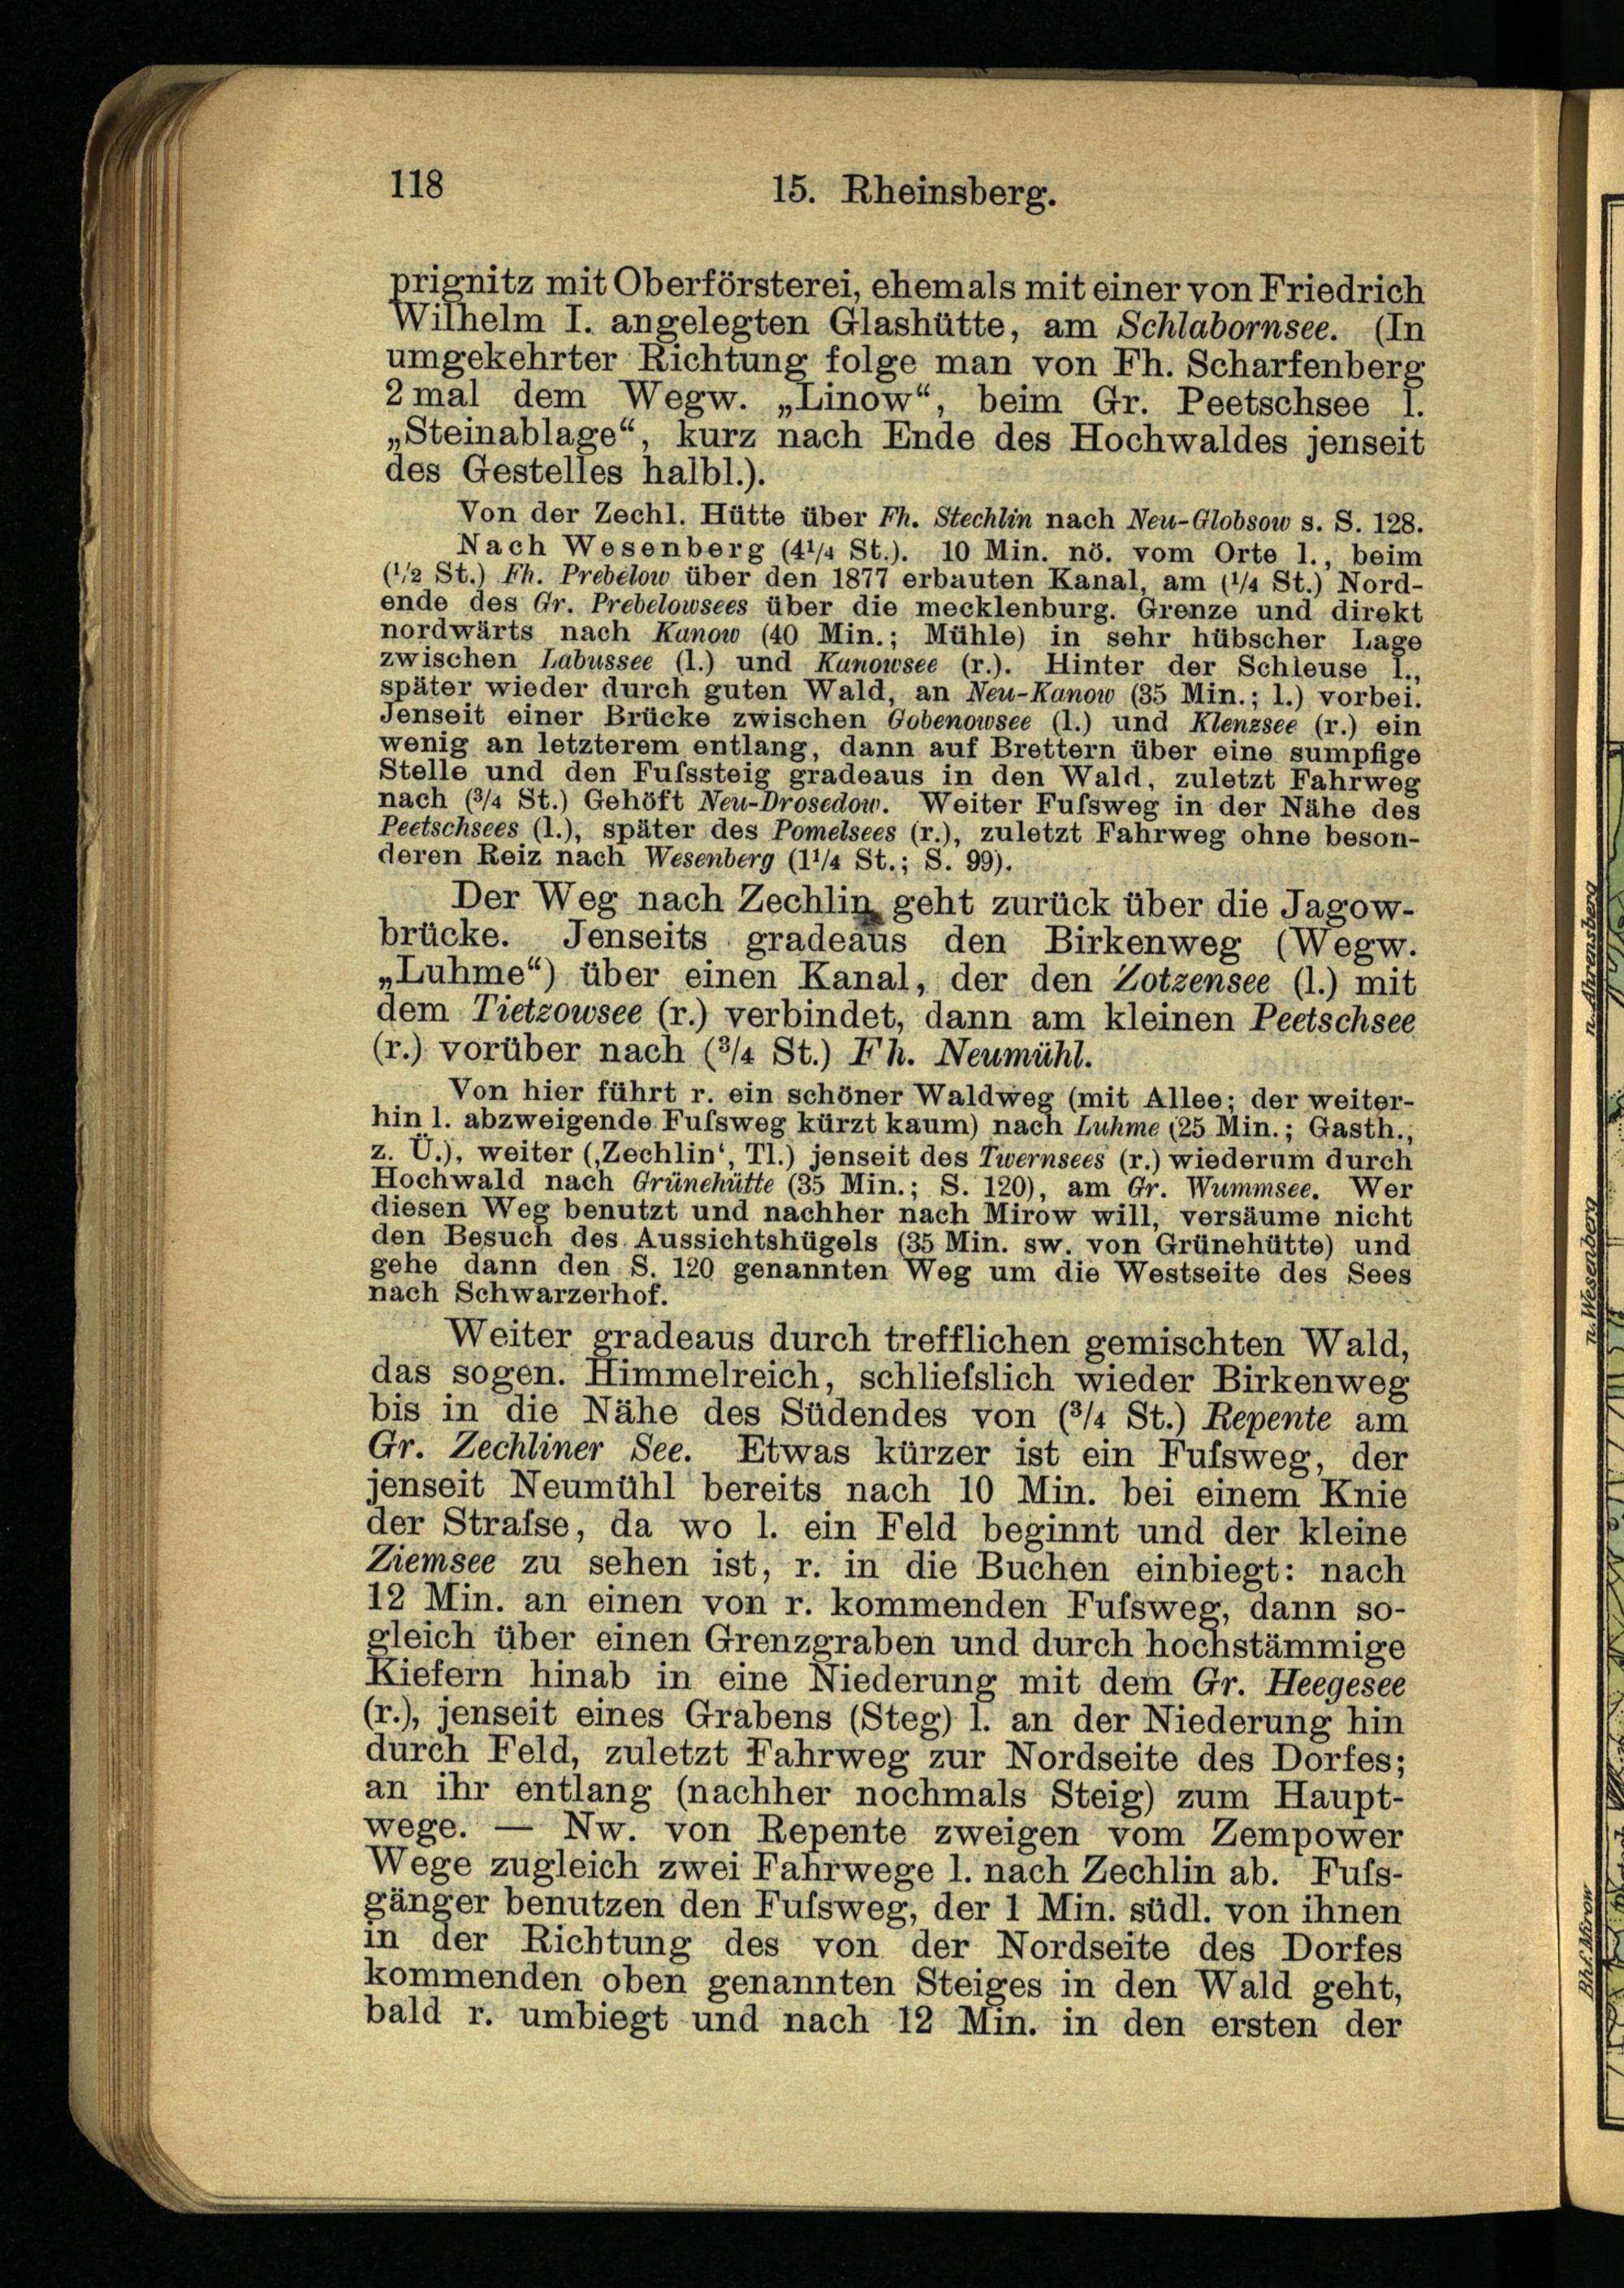 118
15. Rheinsberg.
prignitz mit Oberförsterei, ehemals mit einer von Friedrich
Wilhelm I. angelegten Glashütte, am Schlabornsee. (In
umgekehrter Richtung folge man von Fh. Scharfenberg
2 mal dem Wegw. „Linow“, beim Gr. Peetschsee l.
„Steinablage“, kurz nach Ende des Hochwaldes jenseit
des Gestelles halbl.).
Von der Zechl. Hütte über Fh. Stechlin nach Neu-Globsow s. S. 128.
Nach Wesenberg (4¹/₄ St.). 10 Min. nö. vom Orte l., beim
(¹/₂ St.) Fh. Prebelow über den 1877 erbauten Kanal, am (¹/₄ St.) Nord-
ende des Gr. Prebelowsees über die mecklenburg. Grenze und direkt
nordwärts nach Kanow (40 Min.; Mühle) in sehr hübscher Lage
zwischen Labussee (l.) und Kanowsee (r.). Hinter der Schleuse l.,
später wieder durch guten Wald, an Neu-Kanow (35 Min.; l.) vorbei.
Jenseit einer Brücke zwischen Gobenowsee (l.) und Klenzsee (r.) ein
wenig an letzterem entlang, dann auf Brettern über eine sumpfige
Stelle und den Fuſssteig gradeaus in den Wald, zuletzt Fahrweg
nach (³/₄ St.) Gehöft Neu-Drosedow. Weiter Fuſsweg in der Nähe des
Peetschsees (l.), später des Pomelsees (r.), zuletzt Fahrweg ohne beson-
deren Reiz nach Wesenberg (1¹/₄ St.; S. 99).
Der Weg nach Zechlin geht zurück über die Jagow-
brücke. Jenseits gradeaus den Birkenweg (Wegw.
„Luhme“) über einen Kanal, der den Zotzensee (l.) mit
dem Tietzowsee (r.) verbindet, dann am kleinen Peetschsee
(r.) vorüber nach (³/₄ St.) Fh. Neumühl.
Von hier führt r. ein schöner Waldweg (mit Allee; der weiter-
hin l. abzweigende Fuſsweg kürzt kaum) nach Luhme (25 Min.; Gasth.,
z. Ü.), weiter (‚Zechlin‘, Tl.) jenseit des Twernsees (r.) wiederum durch
Hochwald nach Grünehütte (35 Min.; S. 120), am Gr. Wummsee. Wer
diesen Weg benutzt und nachher nach Mirow will, versäume nicht
den Besuch des Aussichtshügels (35 Min. sw. von Grünehütte) und
gehe dann den S. 120 genannten Weg um die Westseite des Sees
nach Schwarzerhof.
Weiter gradeaus durch trefflichen gemischten Wald,
das sogen. Himmelreich, schlieſslich wieder Birkenweg
bis in die Nähe des Südendes von (³/₄ St.) Repente am
Gr. Zechliner See. Etwas kürzer ist ein Fuſsweg, der
jenseit Neumühl bereits nach 10 Min. bei einem Knie
der Straſse, da wo l. ein Feld beginnt und der kleine
Ziemsee zu sehen ist, r. in die Buchen einbiegt: nach
12 Min. an einen von r. kommenden Fuſsweg, dann so-
gleich über einen Grenzgraben und durch hochstämmige
Kiefern hinab in eine Niederung mit dem Gr. Heegesee
(r.), jenseit eines Grabens (Steg) l. an der Niederung hin
durch Feld, zuletzt Fahrweg zur Nordseite des Dorfes;
an ihr entlang (nachher nochmals Steig) zum Haupt-
wege. — Nw. von Repente zweigen vom Zempower
Wege zugleich zwei Fahrwege l. nach Zechlin ab. Fuſs-
gänger benutzen den Fuſsweg, der 1 Min. südl. von ihnen
in der Richtung des von der Nordseite des Dorfes
kommenden oben genannten Steiges in den Wald geht,
bald r. umbiegt und nach 12 Min. in den ersten der
n. Ahrensberg
n. Wesenberg
Bhf. Mirow